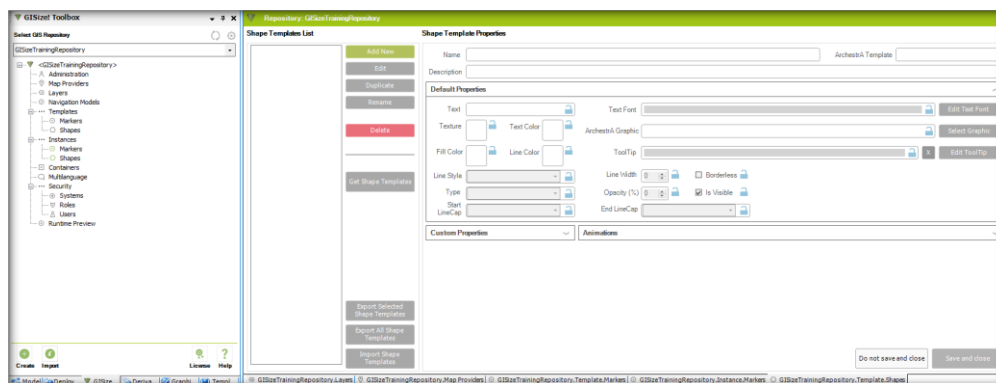 GISize! Toolbox
Select GIS Repository
GISizeTrainingRepository
<GISizeTrainingRepository>
Administration
Map Providers
Layers
Navigation Models
Templates
Markers
Shapes
Instances
Markers
Shapes
Containers
Multilanguage
Security
Systems
Roles
Users
Runtime Preview
Create Import License Help
Model Deploy GISize Deriva Graphi Templ
Repository: GISizeTrainingRepository
Shape Templates List
Add New
Edit
Duplicate
Rename
Delete
Get Shape Templates
Export Selected
Shape Templates
Export All Shape
Templates
Import Shape
Templates
Shape Template Properties
Name ArchestrA Template
Description
Default Properties
Text Text Font Edit Text Font
Texture Text Color ArchestrA Graphic Select Graphic
Fill Color Line Color ToolTip X Edit ToolTip
Line Style Line Width 0 Borderless
Type Opacity (%) 0 Is Visible
Start
LineCap End LineCap
Custom Properties Animations
Do not save and close Save and close
GISizeTrainingRepository.Layers GISizeTrainingRepository.Map Providers GISizeTrainingRepository.Template.Markers GISizeTrainingRepository.Instance.Markers GISizeTrainingRepository.Template.Shapes